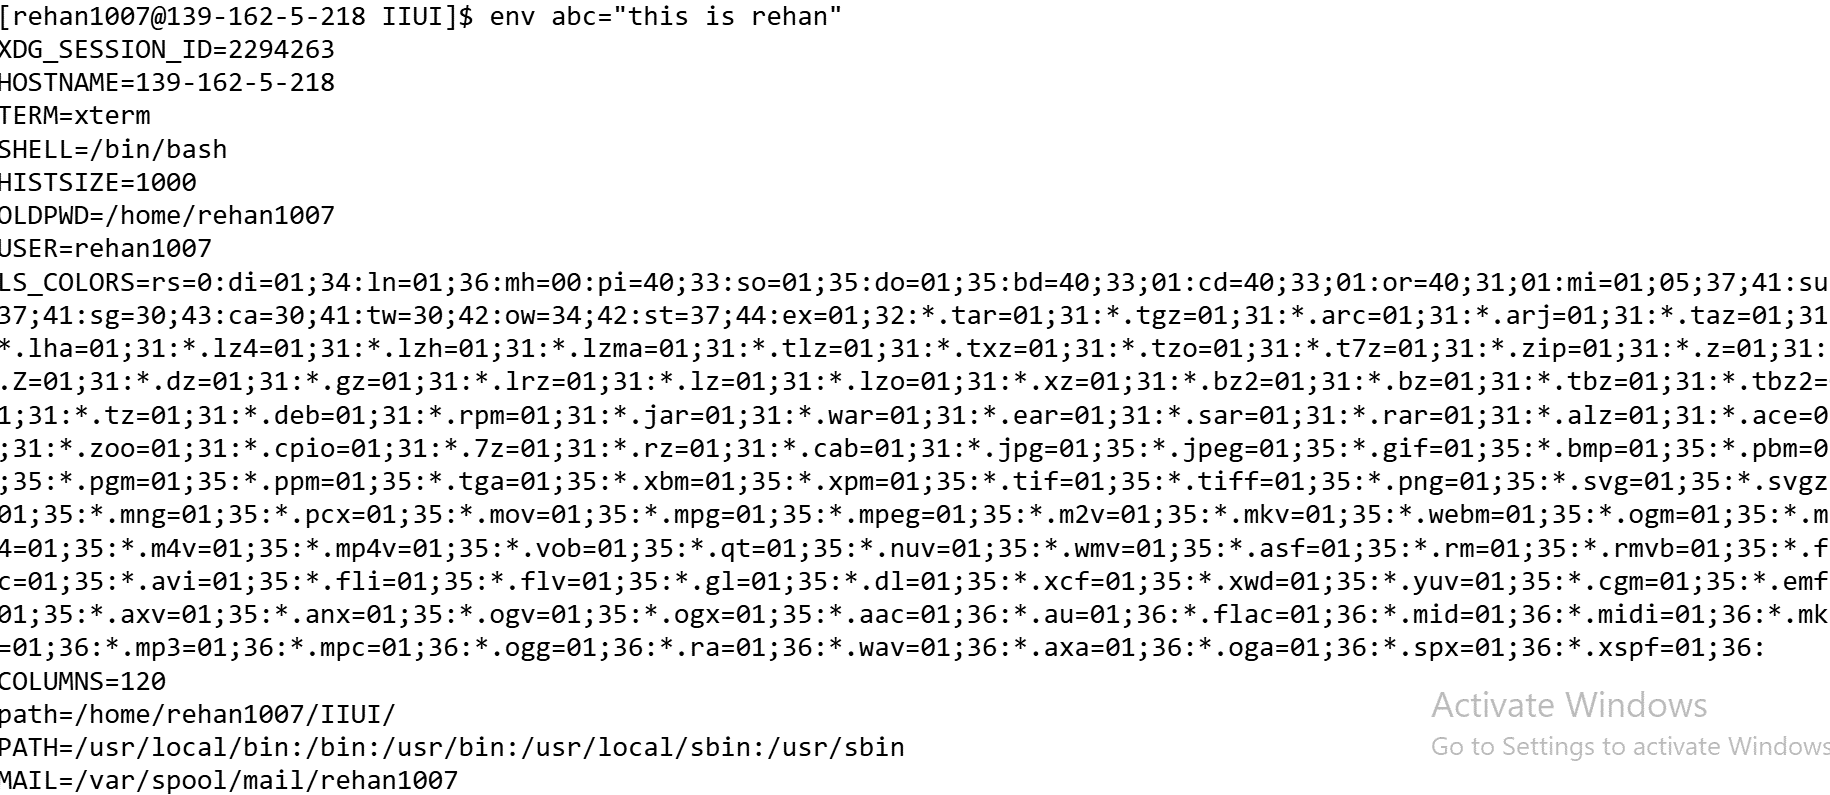 [rehan1007@139-162-5-218 IIUI]$ env abc="this is rehan"
XDG_SESSION_ID=2294263
HOSTNAME=139-162-5-218
TERM=xterm
SHELL=/bin/bash
HISTSIZE=1000
OLDPWD=/home/rehan1007
USER=rehan1007
LS_COLORS=rs=0:di=01;34:ln=01;36:mh=00:pi=40;33:so=01;35:do=01;35:bd=40;33;01:cd=40;33;01:or=40;31;01:mi=01;05;37;41:su
37;41:sg=30;43:ca=30;41:tw=30;42:ow=34;42:st=37;44:ex=01;32:*.tar=01;31:*.tgz=01;31:*.arc=01;31:*.arj=01;31:*.taz=01;31
*.lha=01;31:*.lz4=01;31:*.lzh=01;31:*.lzma=01;31:*.tlz=01;31:*.txz=01;31:*.tzo=01;31:*.t7z=01;31:*.zip=01;31:*.z=01;31:
.Z=01;31:*.dz=01;31:*.gz=01;31:*.lrz=01;31:*.lz=01;31:*.lzo=01;31:*.xz=01;31:*.bz2=01;31:*.bz=01;31:*.tbz=01;31:*.tbz2=
1;31:*.tz=01;31:*.deb=01;31:*.rpm=01;31:*.jar=01;31:*.war=01;31:*.ear=01;31:*.sar=01;31:*.rar=01;31:*.alz=01;31:*.ace=0
;31:*.zoo=01;31:*.cpio=01;31:*.7z=01;31:*.rz=01;31:*.cab=01;31:*.jpg=01;35:*.jpeg=01;35:*.gif=01;35:*.bmp=01;35:*.pbm=0
;35:*.pgm=01;35:*.ppm=01;35:*.tga=01;35:*.xbm=01;35:*.xpm=01;35:*.tif=01;35:*.tiff=01;35:*.png=01;35:*.svg=01;35:*.svgz
01;35:*.mng=01;35:*.pcx=01;35:*.mov=01;35:*.mpg=01;35:*.mpeg=01;35:*.m2v=01;35:*.mkv=01;35:*.webm=01;35:*.ogm=01;35:*.m
4=01;35:*.m4v=01;35:*.mp4v=01;35:*.vob=01;35:*.qt=01;35:*.nuv=01;35:*.wmv=01;35:*.asf=01;35:*.rm=01;35:*.rmvb=01;35:*.f
c=01;35:*.avi=01;35:*.fli=01;35:*.flv=01;35:*.gl=01;35:*.dl=01;35:*.xcf=01;35:*.xwd=01;35:*.yuv=01;35:*.cgm=01;35:*.emf
01;35:*.axv=01;35:*.anx=01;35:*.ogv=01;35:*.ogx=01;35:*.aac=01;36:*.au=01;36:*.flac=01;36:*.mid=01;36:*.midi=01;36:*.mk
=01;36:*.mp3=01;36:*.mpc=01;36:*.ogg=01;36:*.ra=01;36:*.wav=01;36:*.axa=01;36:*.oga=01;36:*.spx=01;36:*.xspf=01;36:
COLUMNS=120
path=/home/rehan1007/IIUI/
PATH=/usr/local/bin:/bin:/usr/bin:/usr/local/sbin:/usr/sbin
MAIL=/var/spool/mail/rehan1007
Activate Windows
Go to Settings to activate Windows